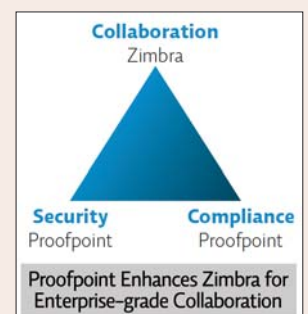 Collaboration
Zimbra
Security
Proofpoint
Compliance
Proofpoint
Proofpoint Enhances Zimbra for
Enterprise-grade Collaboration